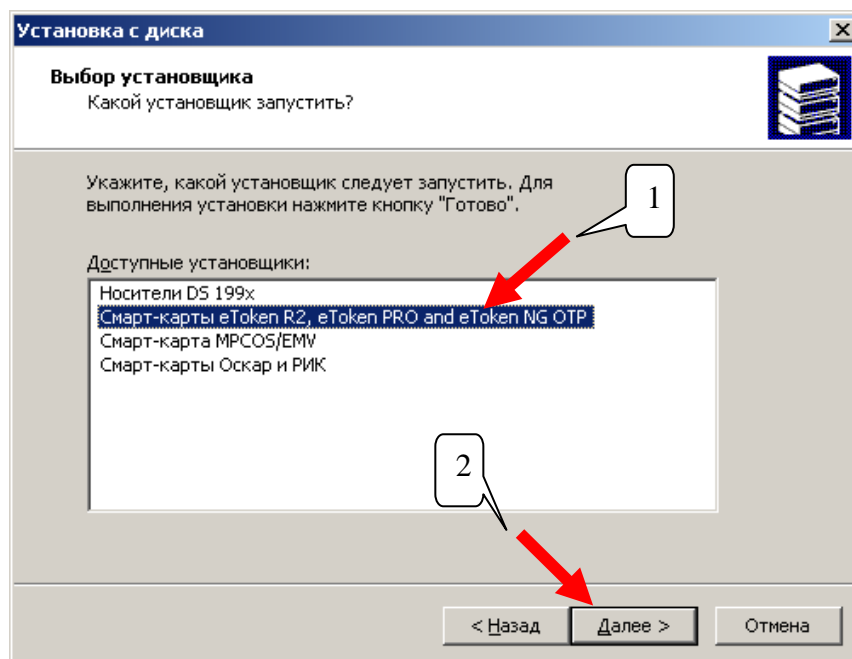 Установка с диска
Выбор установщика
Какой установщик запустить?
Укажите, какой установщик следует запустить. Для
выполнения установки нажмите кнопку "Готово".
1
Доступные установщики:
Носители DS 199x
Смарт-карты eToken R2, eToken PRO and eToken NG OTP
Смарт-карта MPCOS/EMV
Смарт-карты Оскар и РИК
2
< Назад
Далее >
Отмена